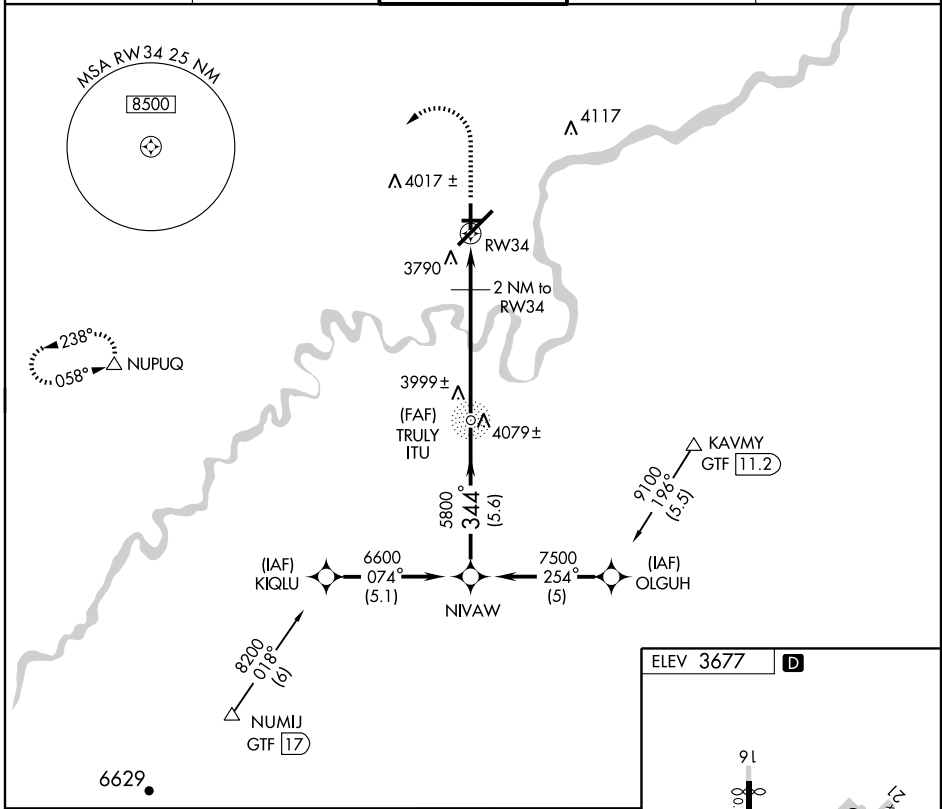 MSA RW34 25 NM
8500
4117
4017 ±
RW34
3790
2 NM to
RW34
238°
058°
NUPUQ
3999 ±
(FAF)
TRULY
ITU
4079 ±
KAVMY
GTF 11.2
9100
196°
(5.5)
5800
344°
(5.6)
(IAF)
KIQLU
6600
074°
(5.1)
NIVAW
7500
254°
(5)
(IAF)
OLGUH
8200
018°
(6)
NUMIJ
GTF 17
6629
ELEV 3677
D
16
21